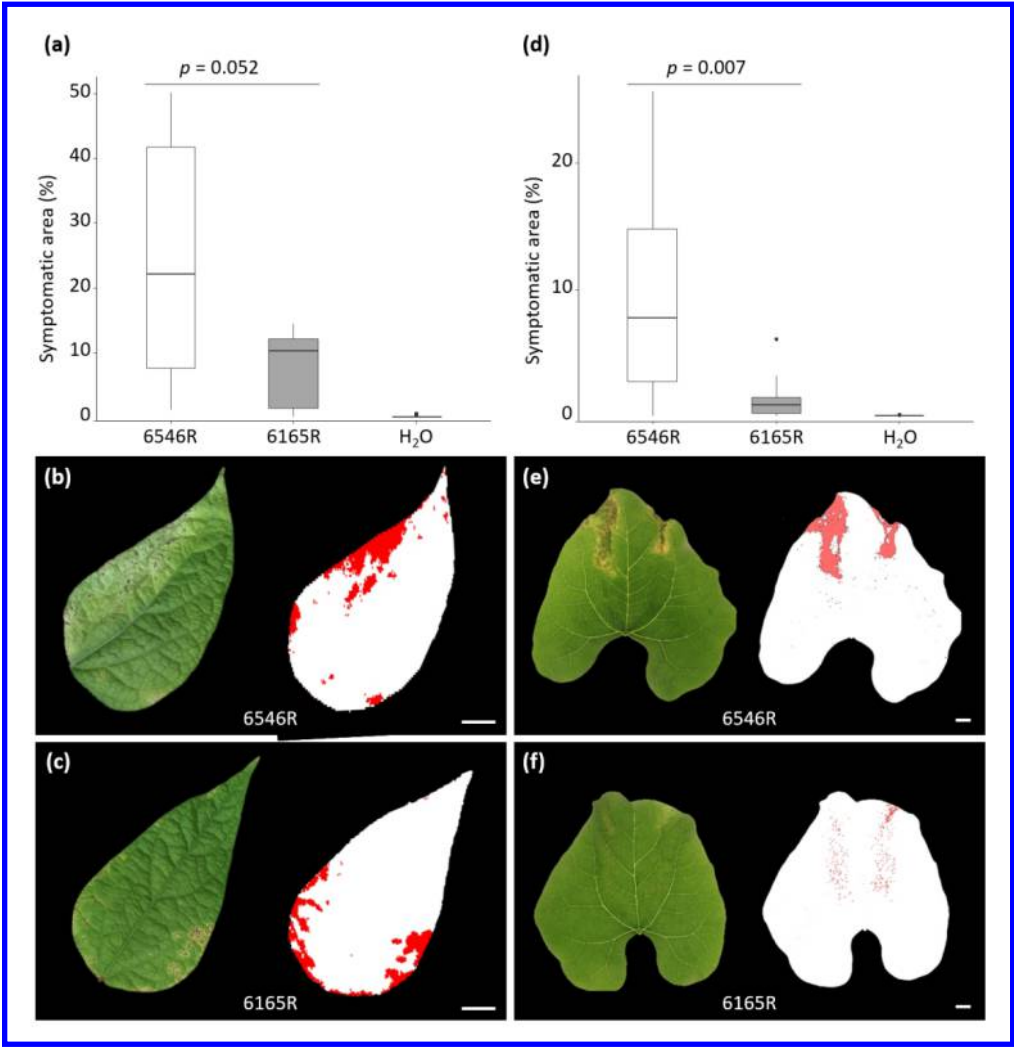 (a)
p = 0.052
Symptomatic area (%)
50
40
30
20
10
0
6546R
6165R
H2O
(d)
p = 0.007
Symptomatic area (%)
20
10
0
6546R
6165R
H2O
(b)
6546R
(e)
6546R
(c)
6165R
(f)
6165R